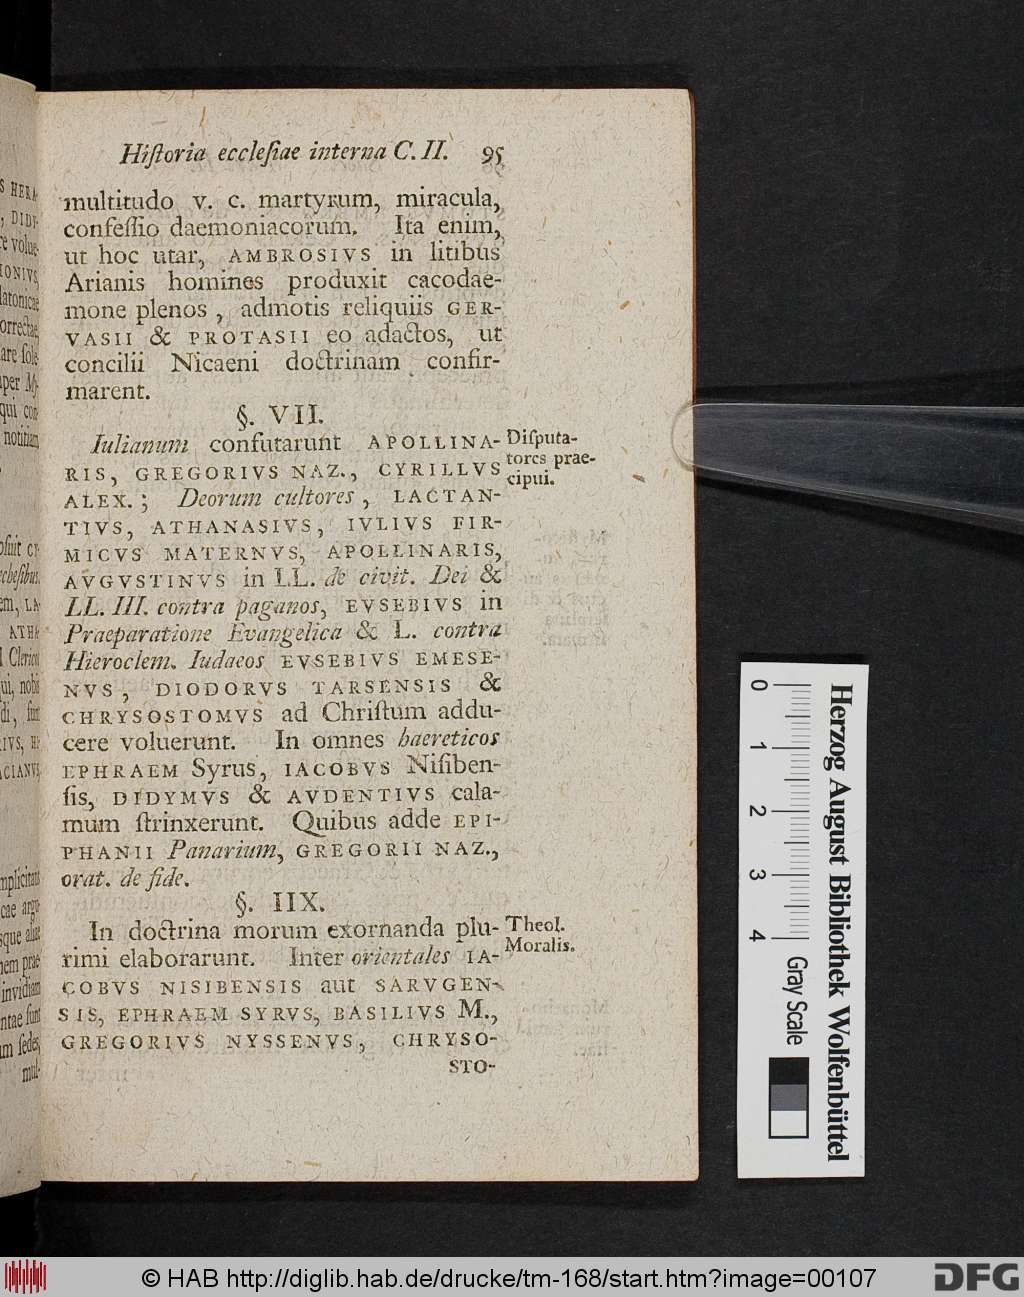 Hiſtoria eccleſiae interna C. II. 95
multitudo v. c. martyrum, miracula,
confeſſio daemoniacorum. Ita enim,
ut hoc utar, AMBROSIVS in litibus
Arianis homines produxit cacodae-
mone plenos, admotis reliquiis GER-
VASII & PROTASII eo adactos, ut
concilii Nicaeni doctrinam confir-
marent.
§. VII.
Iulianum confutarunt APOLLINA-
RIS, GREGORIVS NAZ., CYRILLVS
ALEX.; Deorum cultores, LACTAN-
TIVS, ATHANASIVS, IVLIVS FIR-
MICVS MATERNVS, APOLLINARIS,
AVGVSTINVS in LL. de civit. Dei &
LL. III. contra paganos, EVSEBIVS in
Praeparatione Evangelica & L. contra
Hieroclem. Iudaeos EVSEBIVS EMESE-
NVS, DIODORVS TARSENSIS &
CHRYSOSTOMVS ad Chriſtum addu-
cere voluerunt. In omnes haereticos
EPHRAEM Syrus, IACOBVS Niſiben-
ſis, DIDYMVS & AVDENTIVS cala-
mum ſtrinxerunt. Quibus adde EPI-
PHANII Panarium, GREGORII NAZ.,
orat. de fide.
Diſputa-
tores prae-
cipui.
§. IIX.
In doctrina morum exornanda plu-
rimi elaborarunt. Inter orientales IA-
COBVS NISIBENSIS aut SARVGEN-
SIS, EPHRAEM SYRVS, BASILIVS M.,
GREGORIVS NYSSENVS, CHRYSO-
STO-
Theol.
Moralis.
0 1 2 3 4 Gray Scale
Herzog August Bibliothek Wolfenbüttel
© HAB http://diglib.hab.de/drucke/tm-168/start.htm?image=00107
DFG